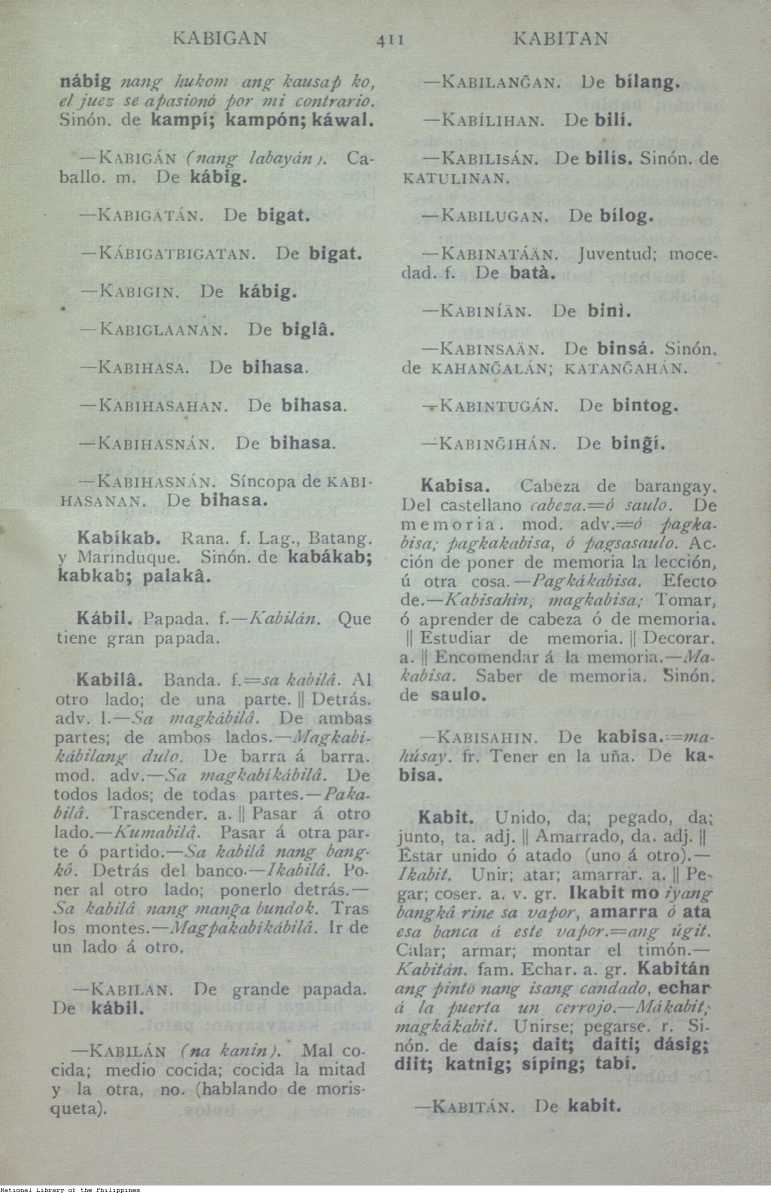 KABIGAN 411 KABITAN
nábig nang hukom ang kausap ko,
el juez se apasionó por mi contrario.
Sinón. de kampí; kampón; káwal.
—KABIGÁN (nang labayán). Ca-
ballo. m. De kábig.
—KABIGATÁN. De bigat.
—KÁBIGATBIGATAN. De bigat.
—KABIGIN. De kábig.
—KABIGLAANÁN. De biglâ.
—KABIHASA. De bihasa.
—KABIHASAHAN. De bihasa.
—KABIHASNÁN. De bihasa.
—KABIHASNÁN. Síncopa de KABI-
HASANAN. De bihasa.
Kabíkab. Rana. f. Lag., Batang.
y Marinduque. Sinón. de kabákab;
kabkab; palakâ.
Kábil. Papada. f.—Kabilán. Que
tiene gran papada.
Kabilâ. Banda. f.=sa kabilâ. Al
otro lado; de una parte. || Detrás.
adv. l.—Sa magkábilâ. De ambas
partes; de ambos lados.—Magkabi-
kábilang dulo. De barra á barra.
mod. adv.—Sa magkabikábilâ. De
todos lados; de todas partes.—Paka-
bilâ. Trascender. a. || Pasar á otro
lado.—Kumabilâ. Pasar á otra par-
te ó partido.—Sa kabilâ nang bang-
kô. Detrás del banco.—Ikabilâ. Po-
ner al otro lado; ponerlo detrás.—
Sa kabilâ nang mang̃a bundok. Tras
los montes.—Magpakabikábilâ. Ir de
un lado á otro.
—KABILAN. De grande papada.
De kábil.
—KABILÁN (na kanin). Mal co-
cida; medio cocida; cocida la mitad
y la otra, no. (hablando de moris-
queta).
—KABILANG̃AN. De bílang.
—KABÍLIHAN. De bilí.
—KABILISÁN. De bilís. Sinón. de
KATULINAN.
—KABILUGAN. De bílog.
—KABINATÁÄN. Juventud; moce-
dad. f. De batà.
—KABINÍÄN. De binì.
—KABINSAÄN. De binsá. Sinón.
de KAHANG̃ALÁN; KATANG̃AHÁN.
—KABINTUGÁN. De bintog.
—KABING̃IHÁN. De bing̃í.
Kabisa. Cabeza de barangay.
Del castellano cabeza.=ó saulo. De
memoria. mod. adv.=ó pagka-
bisa; pagkakabisa, ó pagsasaulo. Ac-
ción de poner de memoria la lección,
ú otra cosa.—Pagkákabisa. Efecto
de.—Kabisahin; magkabisa; Tomar,
ó aprender de cabeza ó de memoria.
|| Estudiar de memoria. || Decorar.
a. || Encomendar á la memoria.—Ma-
kabisa. Saber de memoria. Sinón.
de saulo.
—KABISAHIN. De kabisa.=ma-
húsay. fr. Tener en la uña. De ka-
bisa.
Kabit. Unido, da; pegado, da;
junto, ta. adj. || Amarrado, da. adj. ||
Estar unido ó atado (uno á otro).—
Ikabit. Unir; atar; amarrar. a. || Pe-
gar; coser. a. v. gr. Ikabit mo iyang
bangkâ rine sa vapor, amarra ó ata
esa banca á este vapor.=ang úgit.
Calar; armar; montar el timón.—
Kabitán. fam. Echar. a. gr. Kabitán
ang pintó nang isang candado, echar
á la puerta un cerrojo.—Mákabit;
magkákabit. Unirse; pegarse. r. Si-
nón. de daís; dait; daiti; dásig;
diit; katnig; síping; tabí.
—KABITÁN. De kabit.
National Library of the Philippines